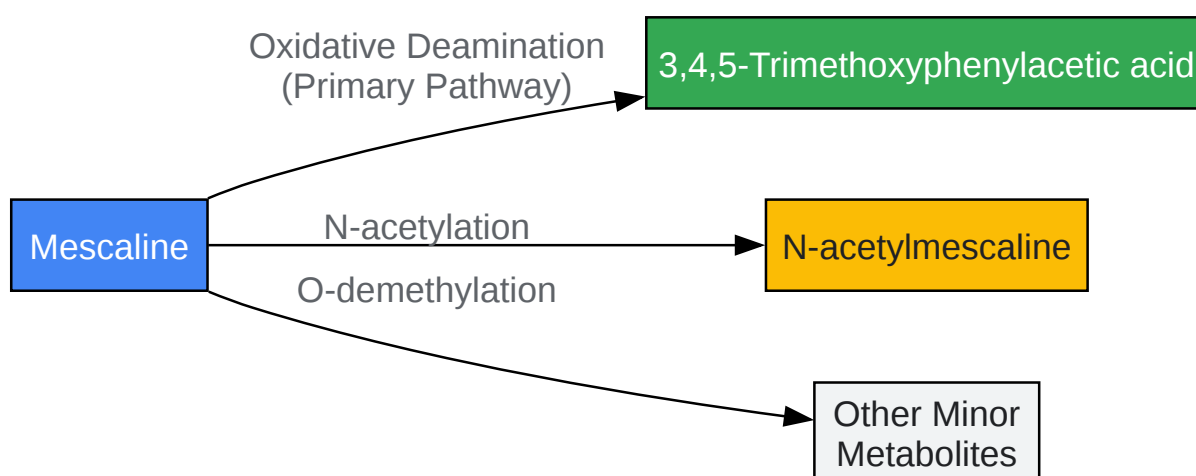 Oxidative Deamination
(Primary Pathway)
3,4,5-Trimethoxyphenylacetic acid
Mescaline
N-acetylation
N-acetylmescaline
O-demethylation
Other Minor
Metabolites